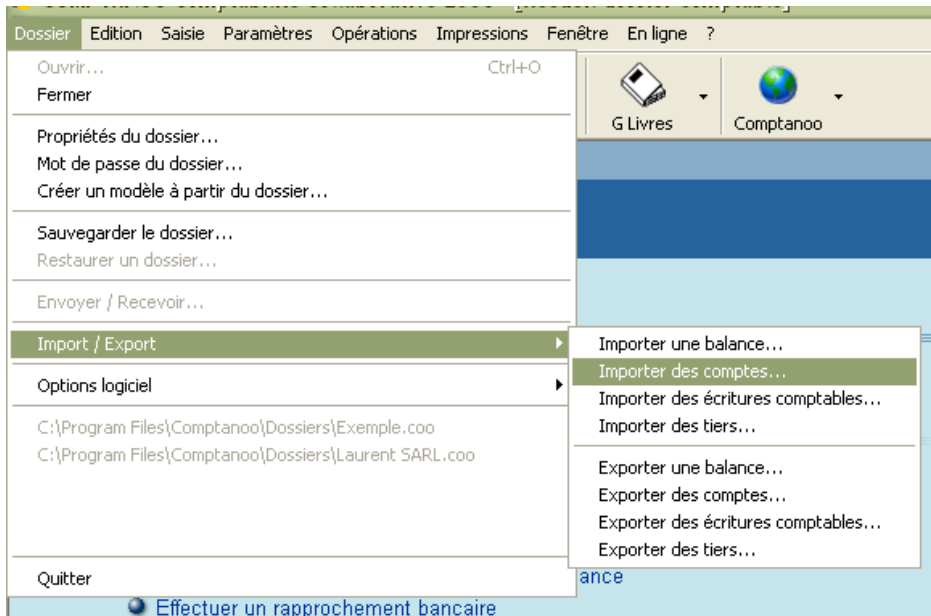 Dossier Edition Saisie Paramètres Opérations Impressions Fenêtre En ligne ?
Ouvrir... Ctrl+O
Fermer
G Livres Comptanoo
Propriétés du dossier...
Mot de passe du dossier...
Créer un modèle à partir du dossier...
Sauvegarder le dossier...
Restaurer un dossier...
Envoyer / Recevoir...
Import / Export
Options logiciel
C:\Program Files\Comptanoo\Dossiers\Exemple.coo
C:\Program Files\Comptanoo\Dossiers\Laurent SARL.coo
Quitter
Importer une balance...
Importer des comptes...
Importer des écritures comptables...
Importer des tiers...
Exporter une balance...
Exporter des comptes...
Exporter des écritures comptables...
Exporter des tiers...
ance
Effectuer un rapprochement bancaire